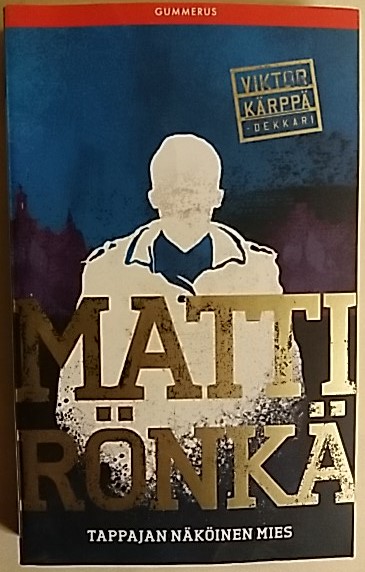 GUMMERUS
VIKTOR
KÄRPPÄ
-DEKKARI
MATTI
RÖNKÄ
TAPPAJAN NÄKÖINEN MIES